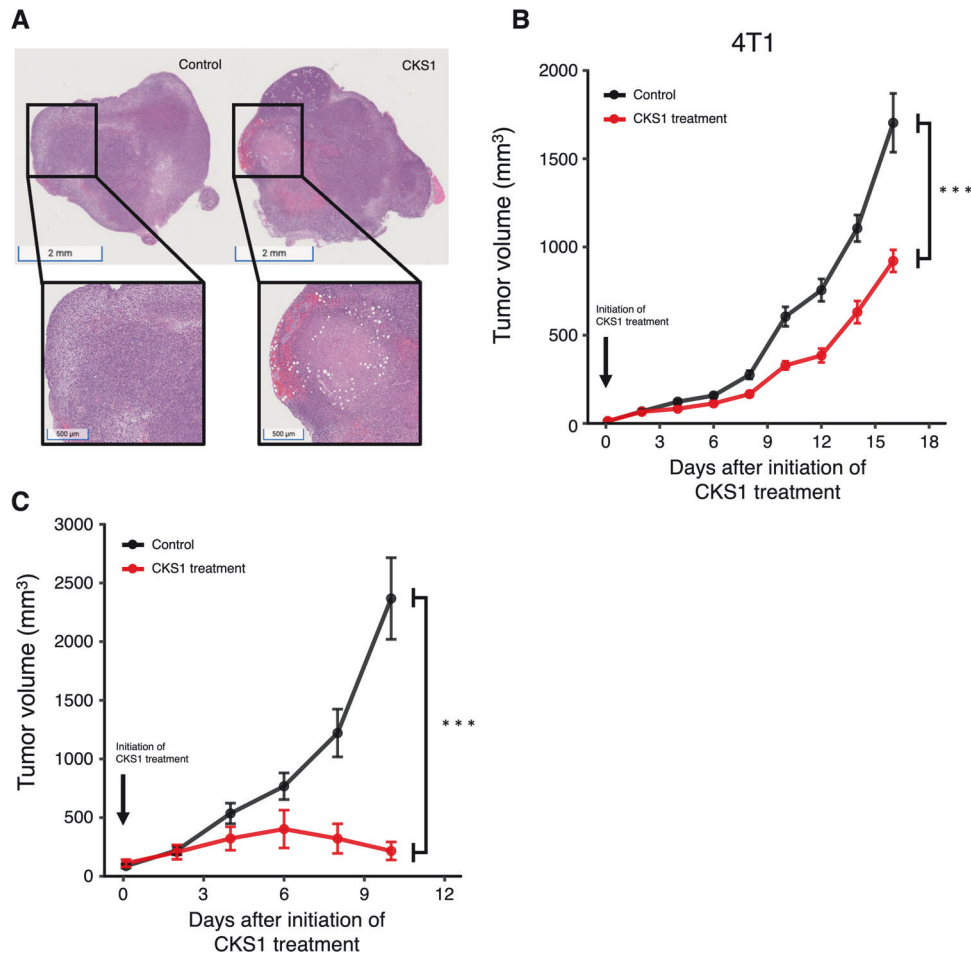 A
Control
CKS1
2 mm
2 mm
500 µm
500 µm
B
4T1
2000
1500
1000
500
0
Tumor volume (mm³)
Control
CKS1 treatment
Initiation of
CKS1 treatment
***
0 3 6 9 12 15 18
Days after initiation of
CKS1 treatment
C
3000
2500
2000
1500
1000
500
0
Tumor volume (mm³)
Control
CKS1 treatment
Initiation of
CKS1 treatment
***
0 3 6 9 12
Days after initiation of
CKS1 treatment